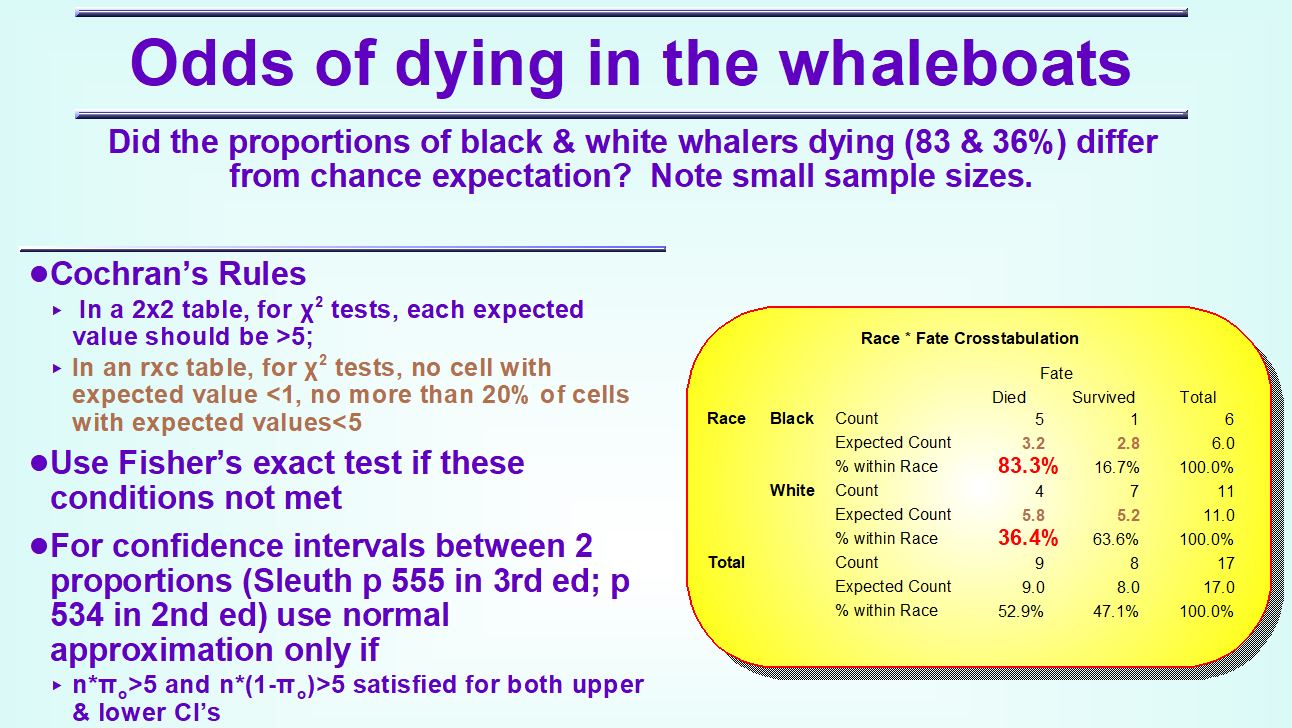 Odds of dying in the whaleboats
Did the proportions of black & white whalers dying (83 & 36%) differ
from chance expectation?  Note small sample sizes.
●Cochran’s Rules
▸ In a 2x2 table, for χ² tests, each expected
value should be >5;
▸ In an rxc table, for χ² tests, no cell with
expected value <1, no more than 20% of cells
with expected values<5
●Use Fisher’s exact test if these
conditions not met
●For confidence intervals between 2
proportions (Sleuth p 555 in 3rd ed; p
534 in 2nd ed) use normal
approximation only if
▸ n*πₒ>5 and n*(1-πₒ)>5 satisfied for both upper
& lower CI’s
Race * Fate Crosstabulation
Fate
Died Survived Total
Race Black Count 5 1 6
Expected Count 3.2 2.8 6.0
% within Race 83.3% 16.7% 100.0%
White Count 4 7 11
Expected Count 5.8 5.2 11.0
% within Race 36.4% 63.6% 100.0%
Total Count 9 8 17
Expected Count 9.0 8.0 17.0
% within Race 52.9% 47.1% 100.0%